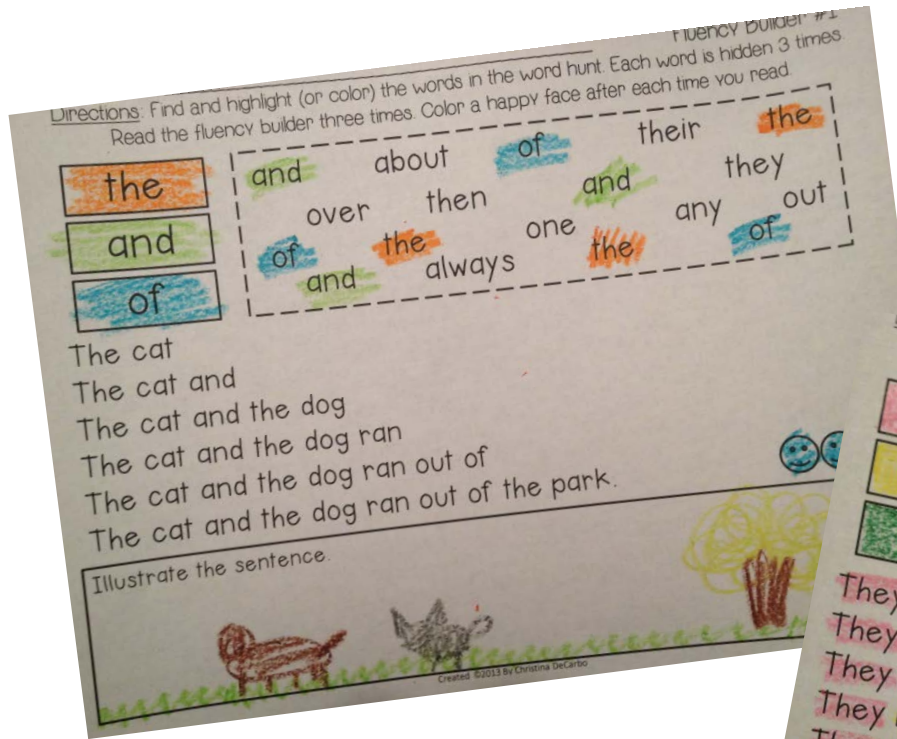 Fluency Builder #1
Directions: Find and highlight (or color) the words in the word hunt. Each word is hidden 3 times.
Read the fluency builder three times. Color a happy face after each time you read.
the
and
of
and about of their the
over then and they
of the one any out
and always the of
The cat
The cat and
The cat and the dog
The cat and the dog ran
The cat and the dog ran out of
The cat and the dog ran out of the park.
Illustrate the sentence.
Created ©2013 By Christina DeCarbo
They
They
They
They